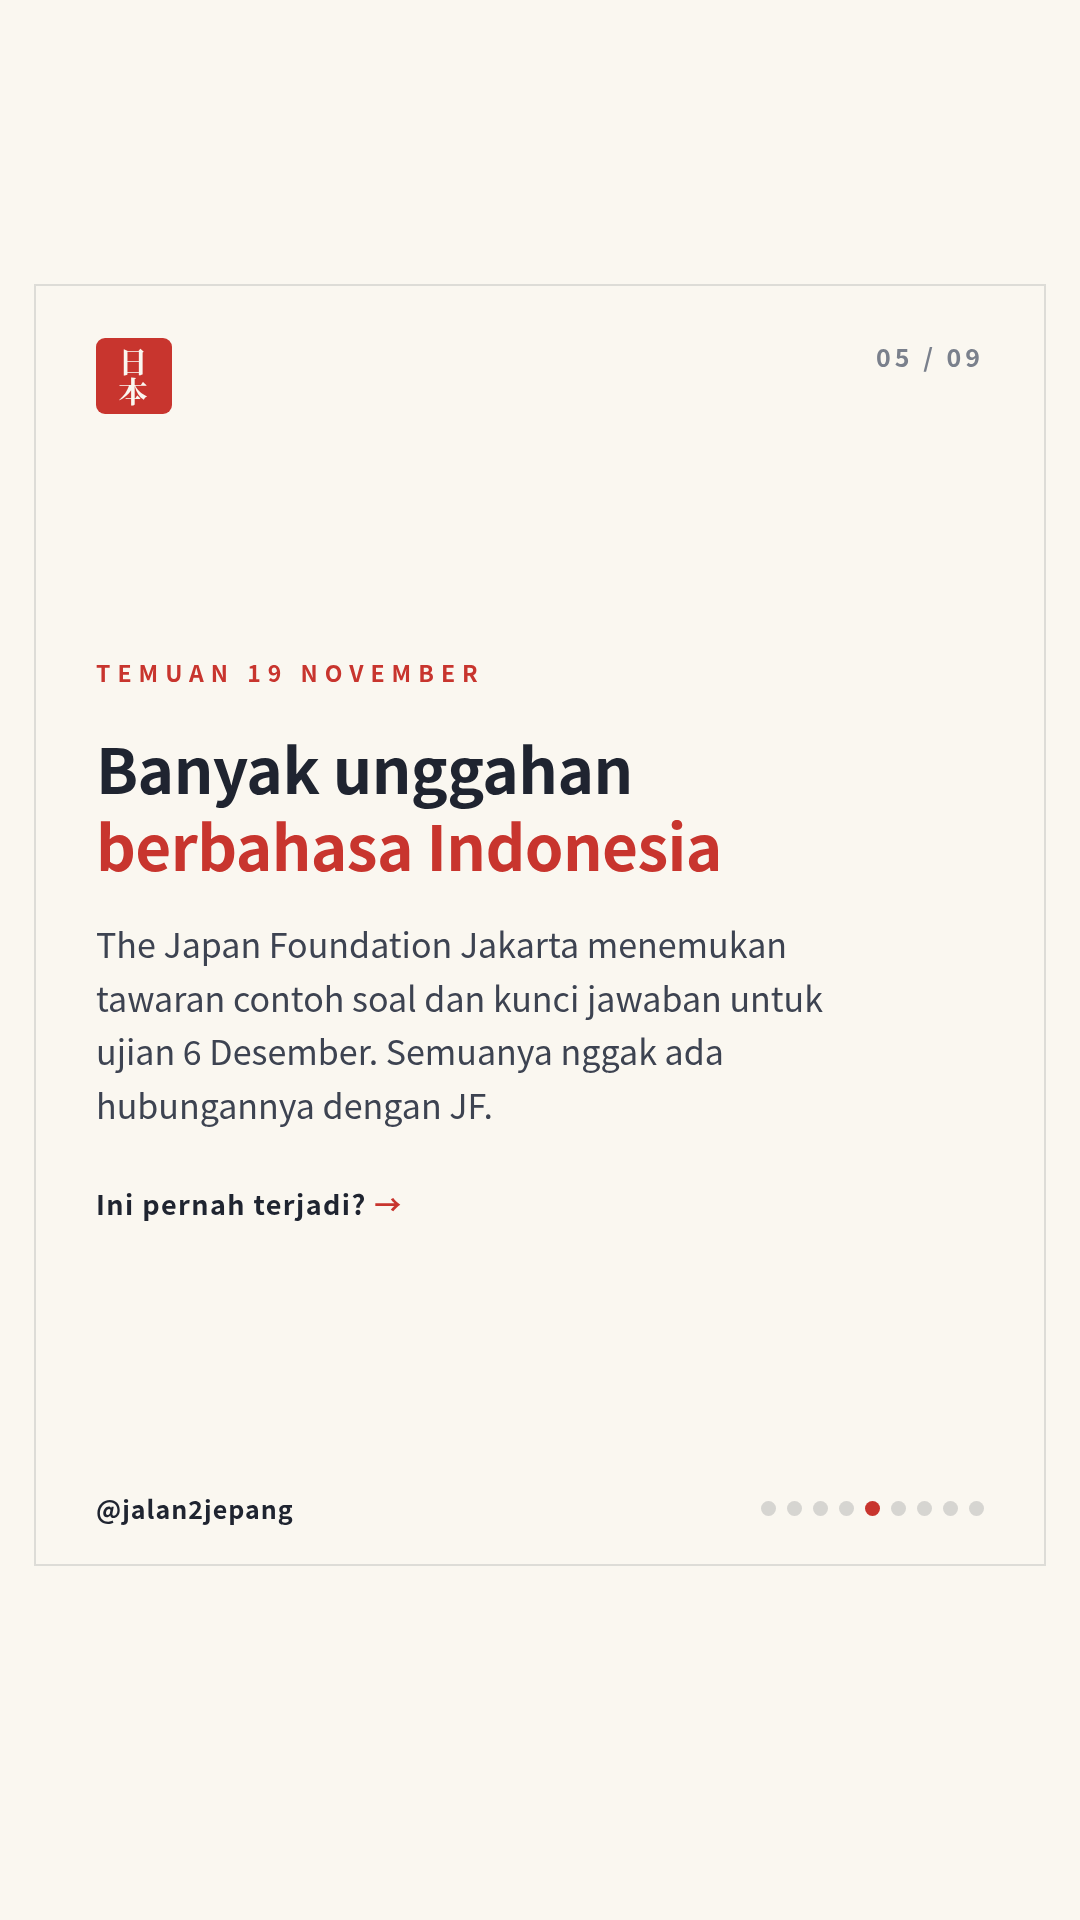 日本
05 / 09
TEMUAN 19 NOVEMBER
Banyak unggahan
berbahasa Indonesia
The Japan Foundation Jakarta menemukan
tawaran contoh soal dan kunci jawaban untuk
ujian 6 Desember. Semuanya nggak ada
hubungannya dengan JF.
Ini pernah terjadi? →
@jalan2jepang